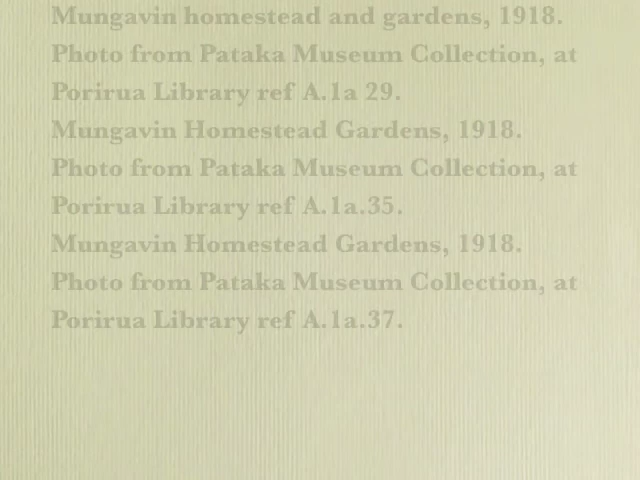 Mungavin homestead and gardens, 1918.
Photo from Pataka Museum Collection, at
Porirua Library ref A.1a 29.
Mungavin Homestead Gardens, 1918.
Photo from Pataka Museum Collection, at
Porirua Library ref A.1a.35.
Mungavin Homestead Gardens, 1918.
Photo from Pataka Museum Collection, at
Porirua Library ref A.1a.37.